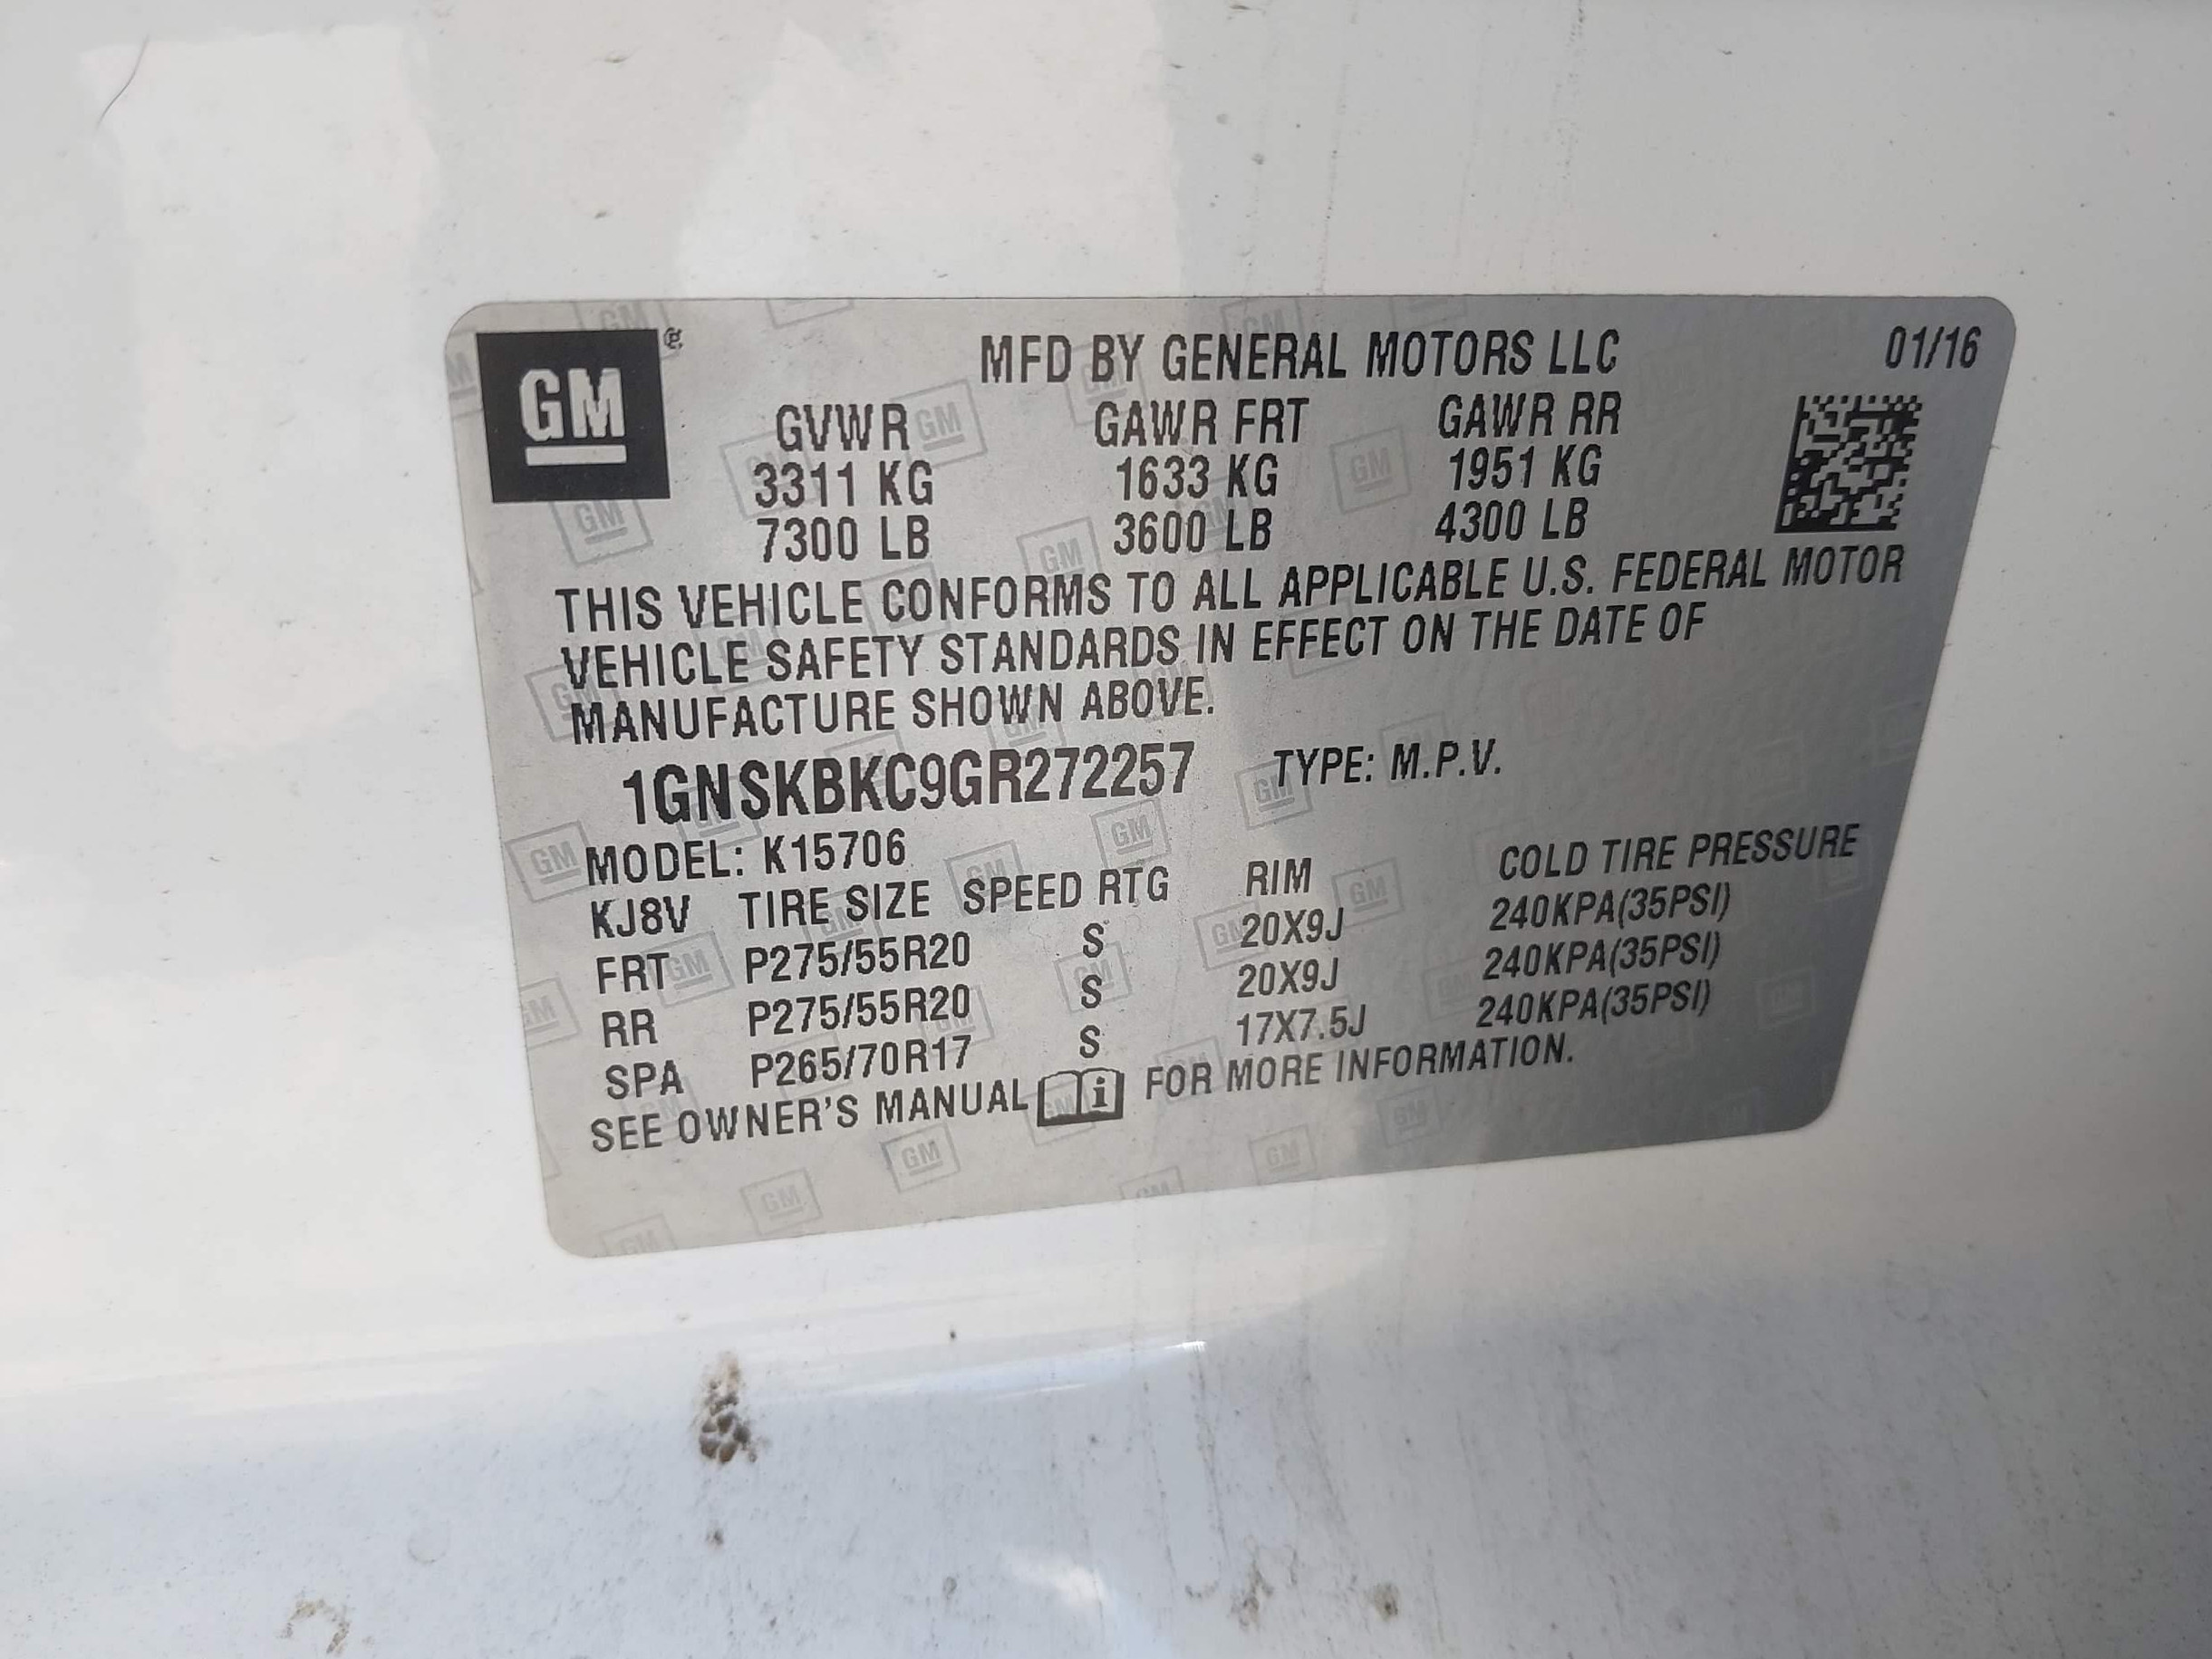 GM
MFD BY GENERAL MOTORS LLC 01/16
GVWR GAWR FRT GAWR RR
3311 KG 1633 KG 1951 KG
7300 LB 3600 LB 4300 LB
THIS VEHICLE CONFORMS TO ALL APPLICABLE U.S. FEDERAL MOTOR
VEHICLE SAFETY STANDARDS IN EFFECT ON THE DATE OF
MANUFACTURE SHOWN ABOVE.
1GNSKBKC9GR272257 TYPE: M.P.V.
MODEL: K15706
KJ8V TIRE SIZE SPEED RTG RIM COLD TIRE PRESSURE
FRT P275/55R20 S 20X9J 240KPA(35PSI)
RR P275/55R20 S 20X9J 240KPA(35PSI)
SPA P265/70R17 S 17X7.5J 240KPA(35PSI)
SEE OWNER'S MANUAL i FOR MORE INFORMATION.